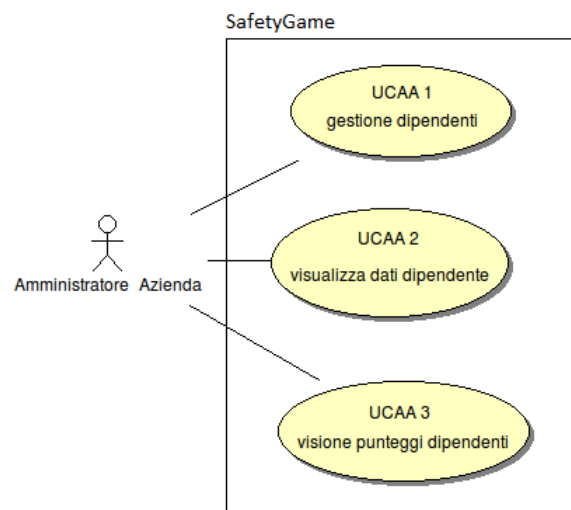 SafetyGame
UCAA 1
gestione dipendenti
UCAA 2
visualizza dati dipendente
Amministratore Azienda
UCAA 3
visione punteggi dipendenti